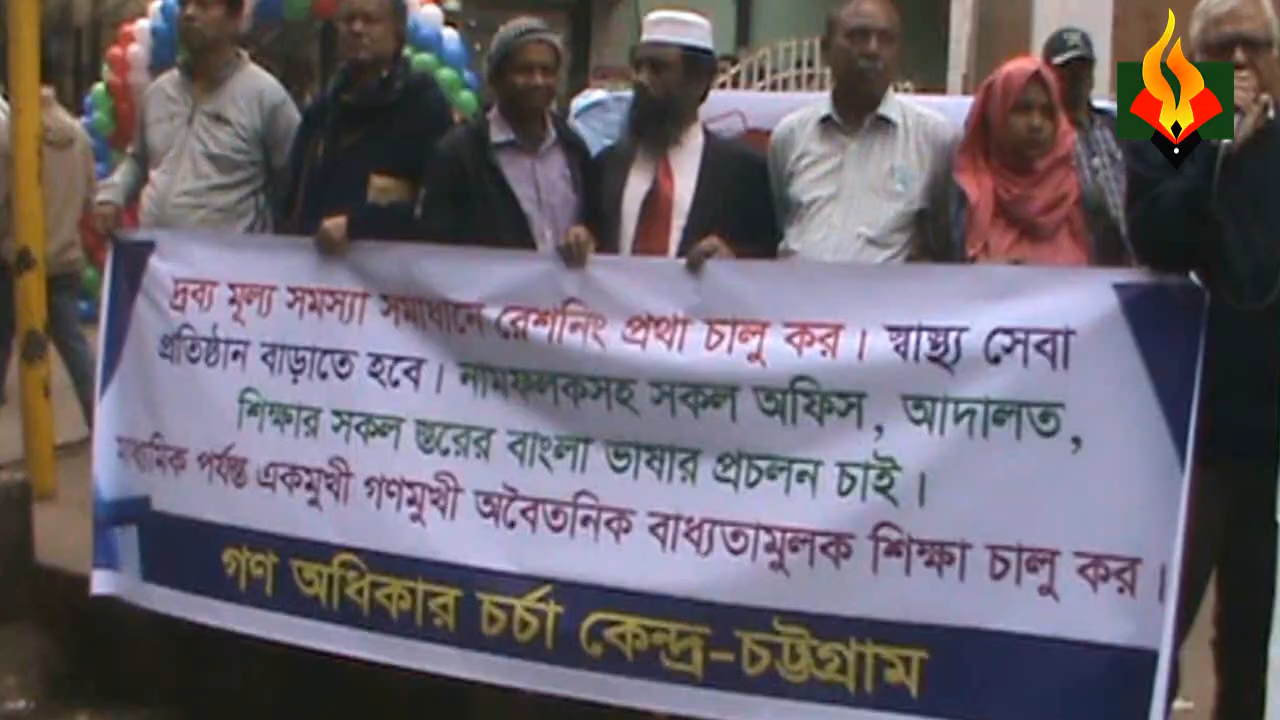 দ্রব্য মূল্য সমস্যা সমাধানে রেশনিং প্রথা চালু কর। স্বাস্থ্য সেবা
প্রতিষ্ঠান বাড়াতে হবে। নামফলকসহ সকল অফিস, আদালত,
শিক্ষার সকল স্তরের বাংলা ভাষার প্রচলন চাই।
মাধ্যমিক পর্যন্ত একমুখী গণমুখী অবৈতনিক বাধ্যতামুলক শিক্ষা চালু কর।
গণ অধিকার চর্চা কেন্দ্র-চট্টগ্রাম